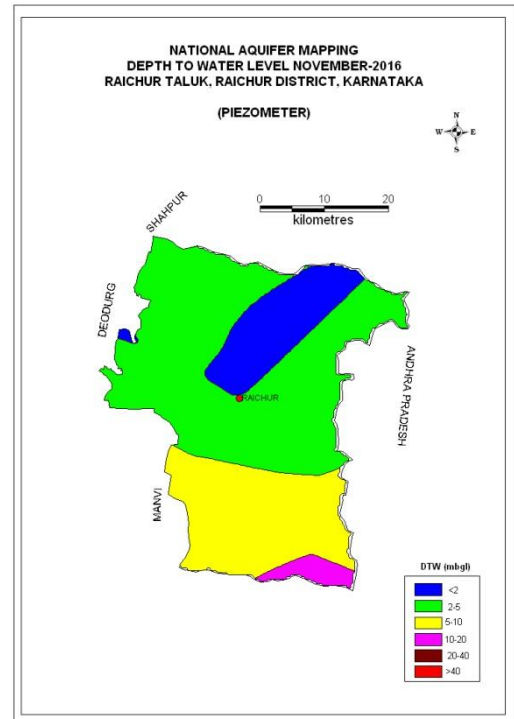 NATIONAL AQUIFER MAPPING
DEPTH TO WATER LEVEL NOVEMBER-2016
RAICHUR TALUK, RAICHUR DISTRICT, KARNATAKA
(PIEZOMETER)
N
W E
S
0 10 20
kilometres
SHAHPUR
DEODURG
ANDHRA PRADESH
RAICHUR
MANVI
DTW (mbgl)
<2
2-5
5-10
10-20
20-40
>40